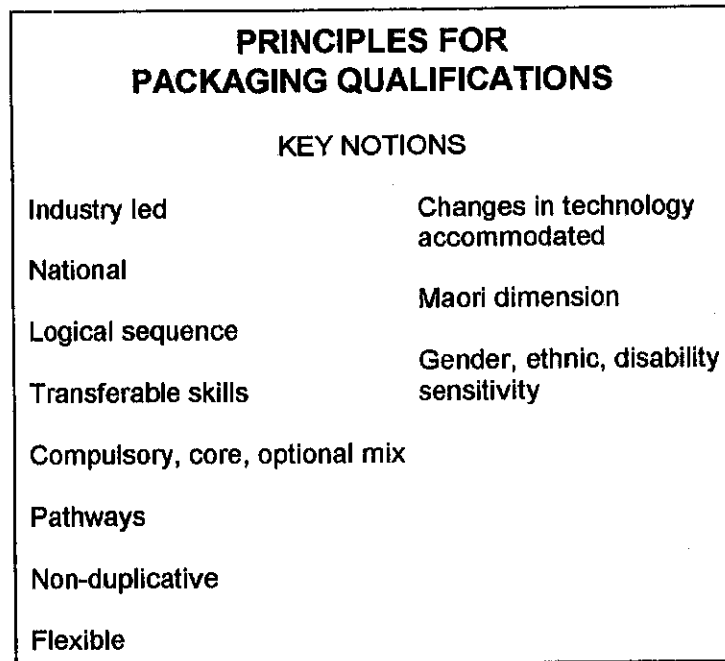 PRINCIPLES FOR
PACKAGING QUALIFICATIONS
KEY NOTIONS
Industry led
National
Logical sequence
Transferable skills
Compulsory, core, optional mix
Pathways
Non-duplicative
Flexible
Changes in technology
accommodated
Maori dimension
Gender, ethnic, disability
sensitivity